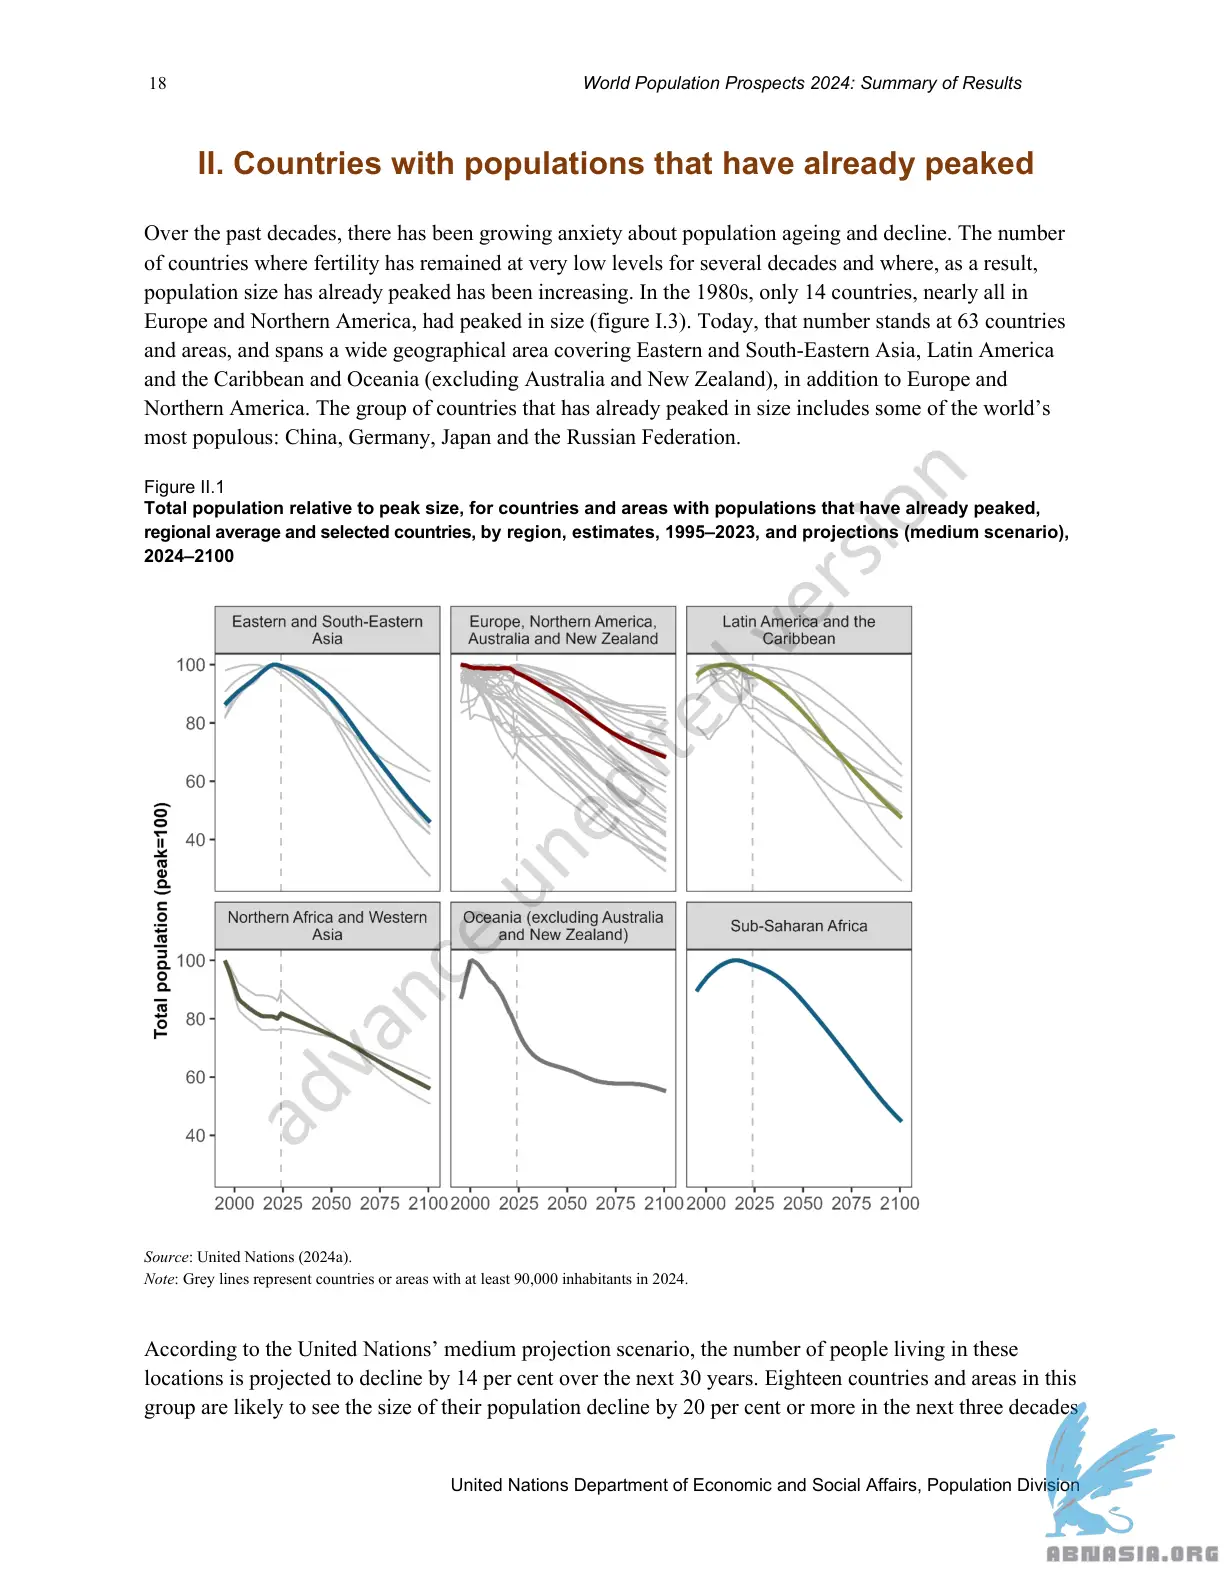 18
World Population Prospects 2024: Summary of Results
II. Countries with populations that have already peaked
Over the past decades, there has been growing anxiety about population ageing and decline. The number
of countries where fertility has remained at very low levels for several decades and where, as a result,
population size has already peaked has been increasing. In the 1980s, only 14 countries, nearly all in
Europe and Northern America, had peaked in size (figure I.3). Today, that number stands at 63 countries
and areas, and spans a wide geographical area covering Eastern and South-Eastern Asia, Latin America
and the Caribbean and Oceania (excluding Australia and New Zealand), in addition to Europe and
Northern America. The group of countries that has already peaked in size includes some of the world’s
most populous: China, Germany, Japan and the Russian Federation.
Figure II.1
Total population relative to peak size, for countries and areas with populations that have already peaked,
regional average and selected countries, by region, estimates, 1995–2023, and projections (medium scenario),
2024–2100
Eastern and South-Eastern
Asia
Europe, Northern America,
Australia and New Zealand
Latin America and the
Caribbean
100
80
60
40
Total population (peak=100)
Northern Africa and Western
Asia
Oceania (excluding Australia
and New Zealand)
Sub-Saharan Africa
100
80
60
40
2000 2025 2050 2075 2100
2000 2025 2050 2075 2100
2000 2025 2050 2075 2100
advance unedited version
Source: United Nations (2024a).
Note: Grey lines represent countries or areas with at least 90,000 inhabitants in 2024.
According to the United Nations’ medium projection scenario, the number of people living in these
locations is projected to decline by 14 per cent over the next 30 years. Eighteen countries and areas in this
group are likely to see the size of their population decline by 20 per cent or more in the next three decades
United Nations Department of Economic and Social Affairs, Population Division
ABNASIA.ORG